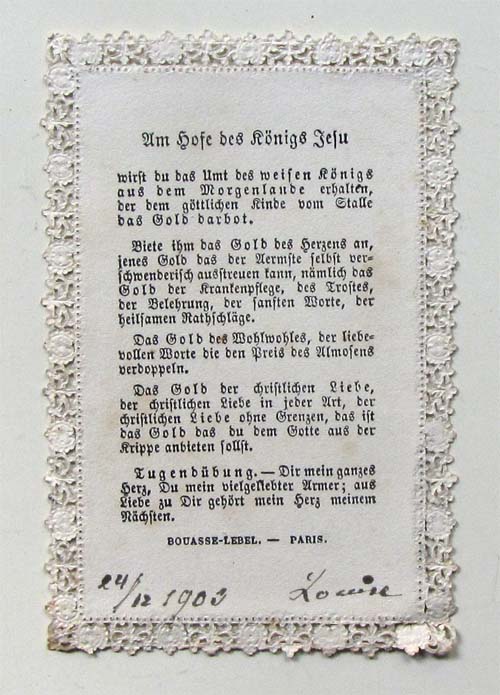 Am Hofe des Königs Jesu
wirst du das Amt des weisen Königs
aus dem Morgenlande erhalten,
der dem göttlichen Kinde vom Stalle
das Gold darbot.
Biete ihm das Gold des Herzens an,
jenes Gold das der Aermste selbst ver-
schwenderisch ausstreuen kann, nämlich das
Gold der Krankenpflege, des Trostes,
der Belehrung, der sanften Worte, der
heilsamen Rathschläge.
Das Gold des Wohlwohles, der liebe-
vollen Worte die den Preis des Almosens
verdoppeln.
Das Gold der christlichen Liebe,
der christlichen Liebe in jeder Art, der
christlichen Liebe ohne Grenzen, das ist
das Gold das du dem Gotte aus der
Krippe anbieten sollst.
Tugendübung. — Dir mein ganzes
Herz, Du mein vielgeliebter Armer; aus
Liebe zu Dir gehört mein Herz meinem
Nächsten.
BOUASSE-LEBEL. — PARIS.
24/12 1903 Louise